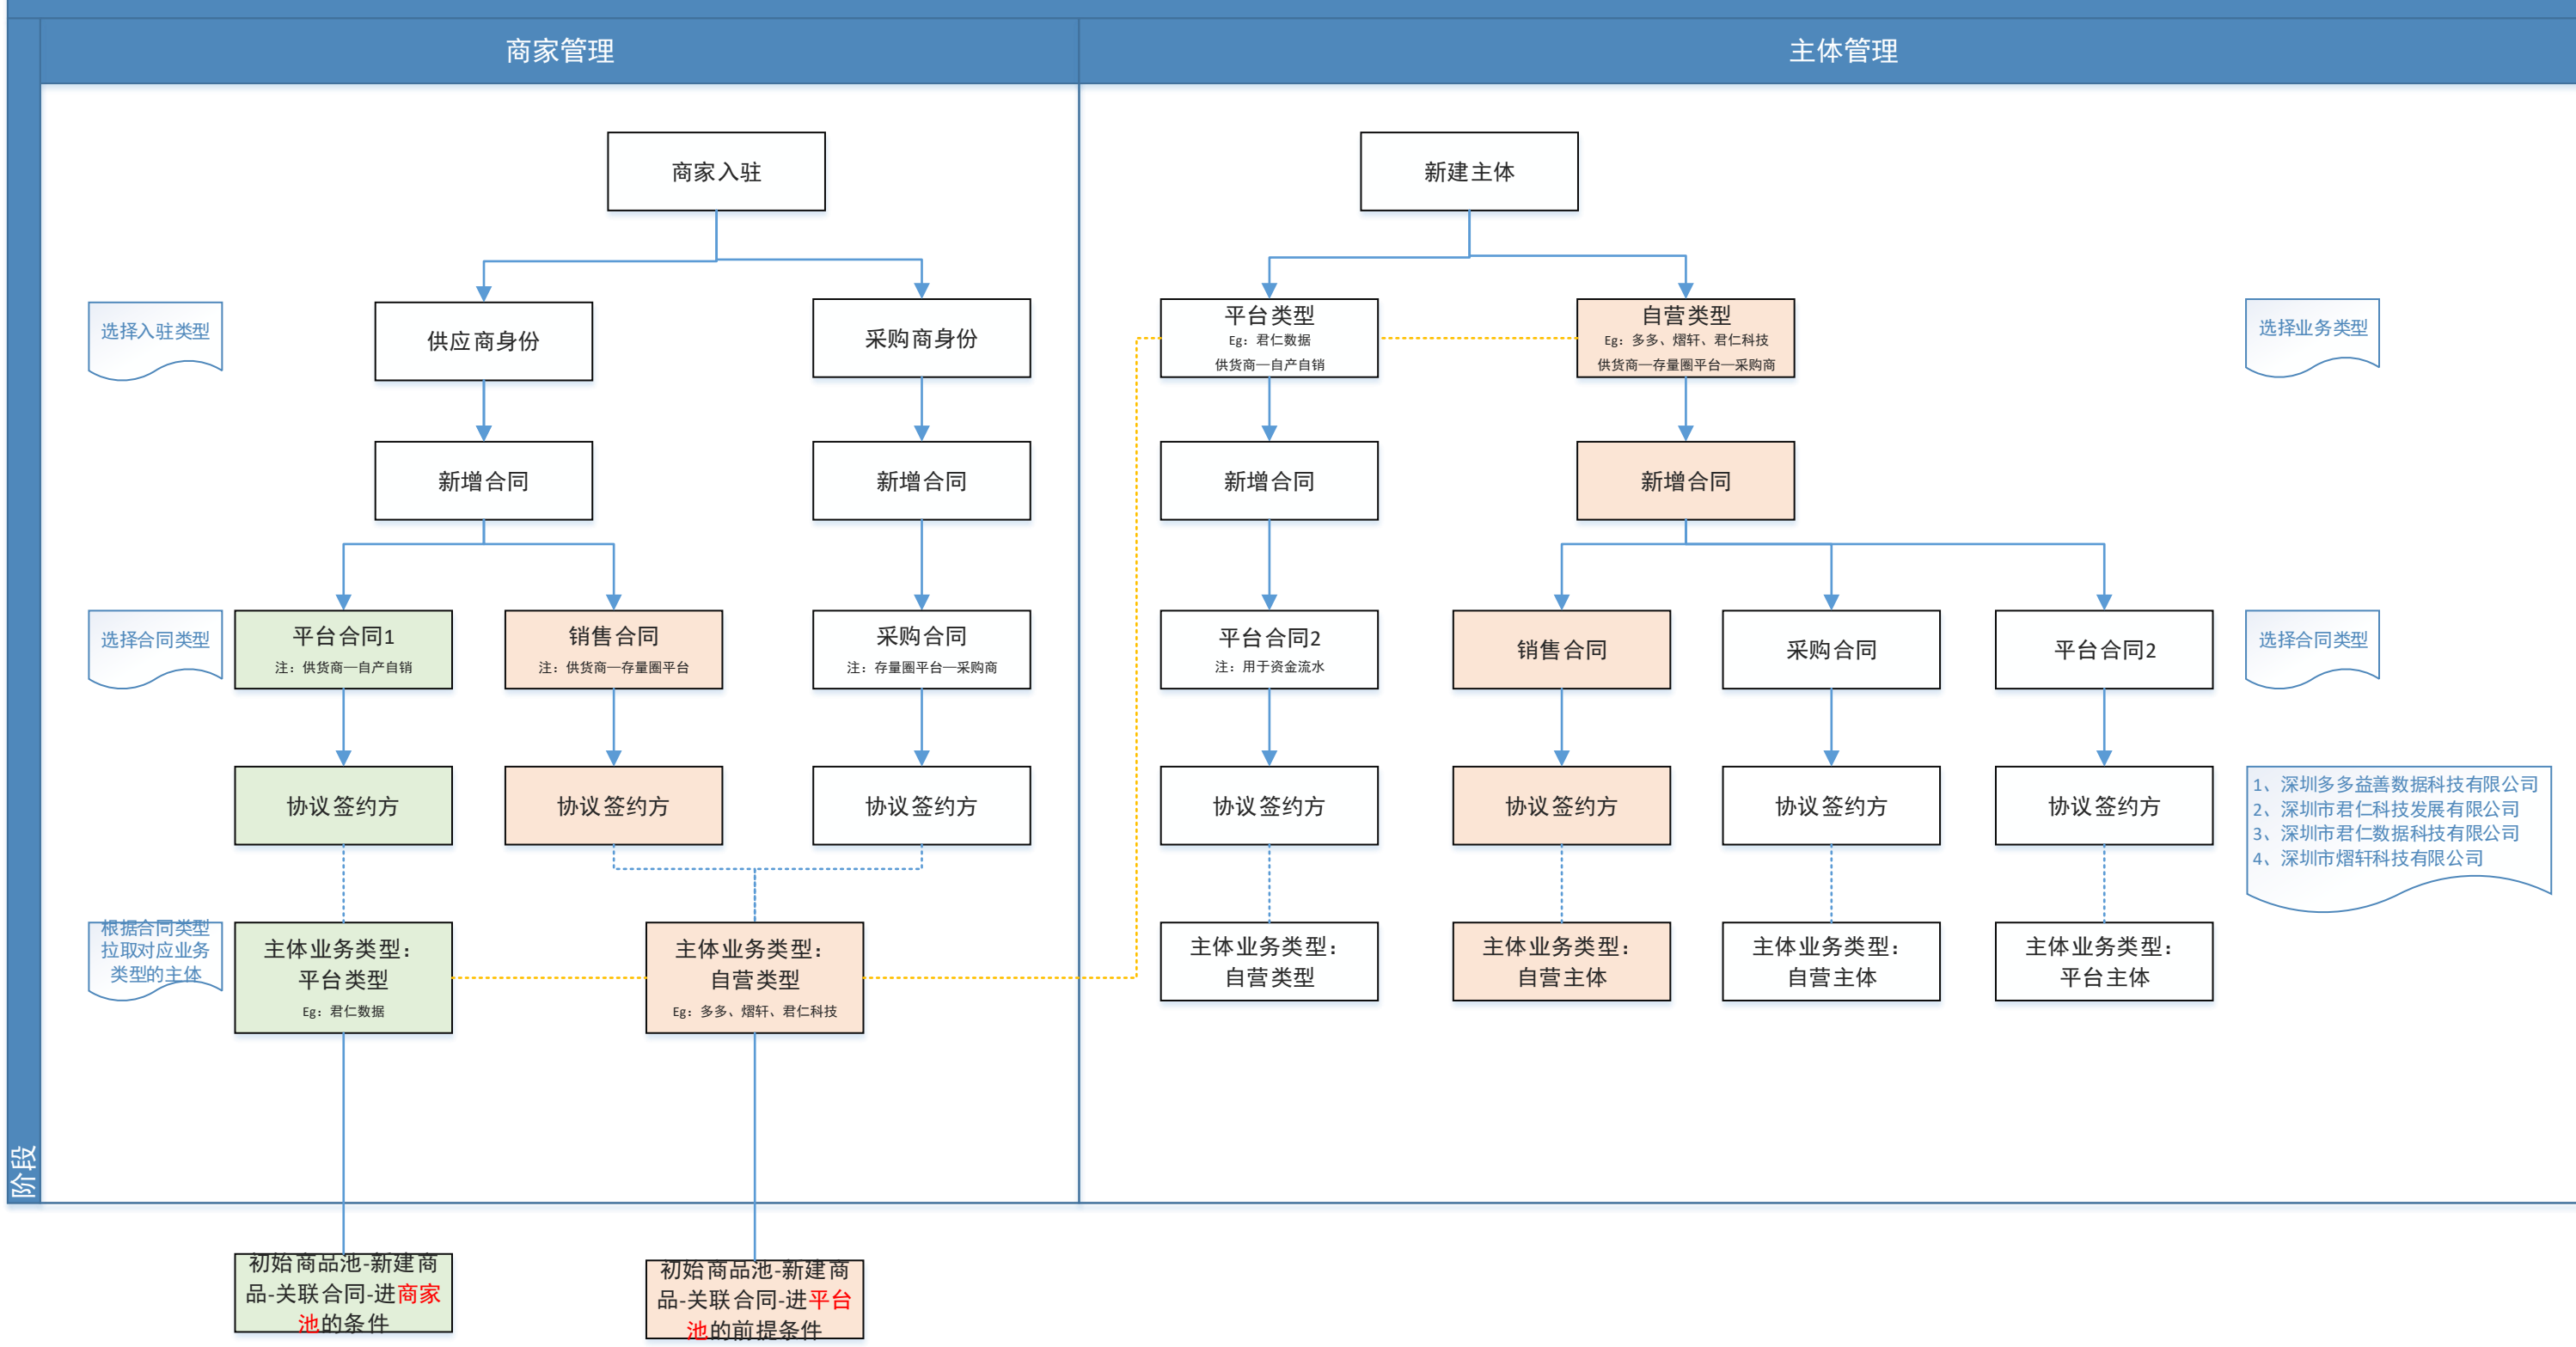 商家管理
主体管理
阶段
商家入驻
新建主体
选择入驻类型
供应商身份
采购商身份
平台类型
Eg: 君仁数据
供货商—自产自销
自营类型
Eg: 多多、熠轩、君仁科技
供货商—存量圈平台—采购商
选择业务类型
新增合同
新增合同
新增合同
新增合同
选择合同类型
平台合同1
注: 供货商—自产自销
销售合同
注: 供货商—存量圈平台
采购合同
注: 存量圈平台—采购商
平台合同2
注: 用于资金流水
销售合同
采购合同
平台合同2
选择合同类型
协议签约方
协议签约方
协议签约方
协议签约方
协议签约方
协议签约方
协议签约方
1、深圳多多益善数据科技有限公司
2、深圳市君仁科技发展有限公司
3、深圳市君仁数据科技有限公司
4、深圳市熠轩科技有限公司
根据合同类型
拉取对应业务
类型的主体
主体业务类型:
平台类型
Eg: 君仁数据
主体业务类型:
自营类型
Eg: 多多、熠轩、君仁科技
主体业务类型:
自营类型
主体业务类型:
自营主体
主体业务类型:
自营主体
主体业务类型:
平台主体
初始商品池-新建商
品-关联合同-进商家
池的条件
初始商品池-新建商
品-关联合同-进平台
池的前提条件